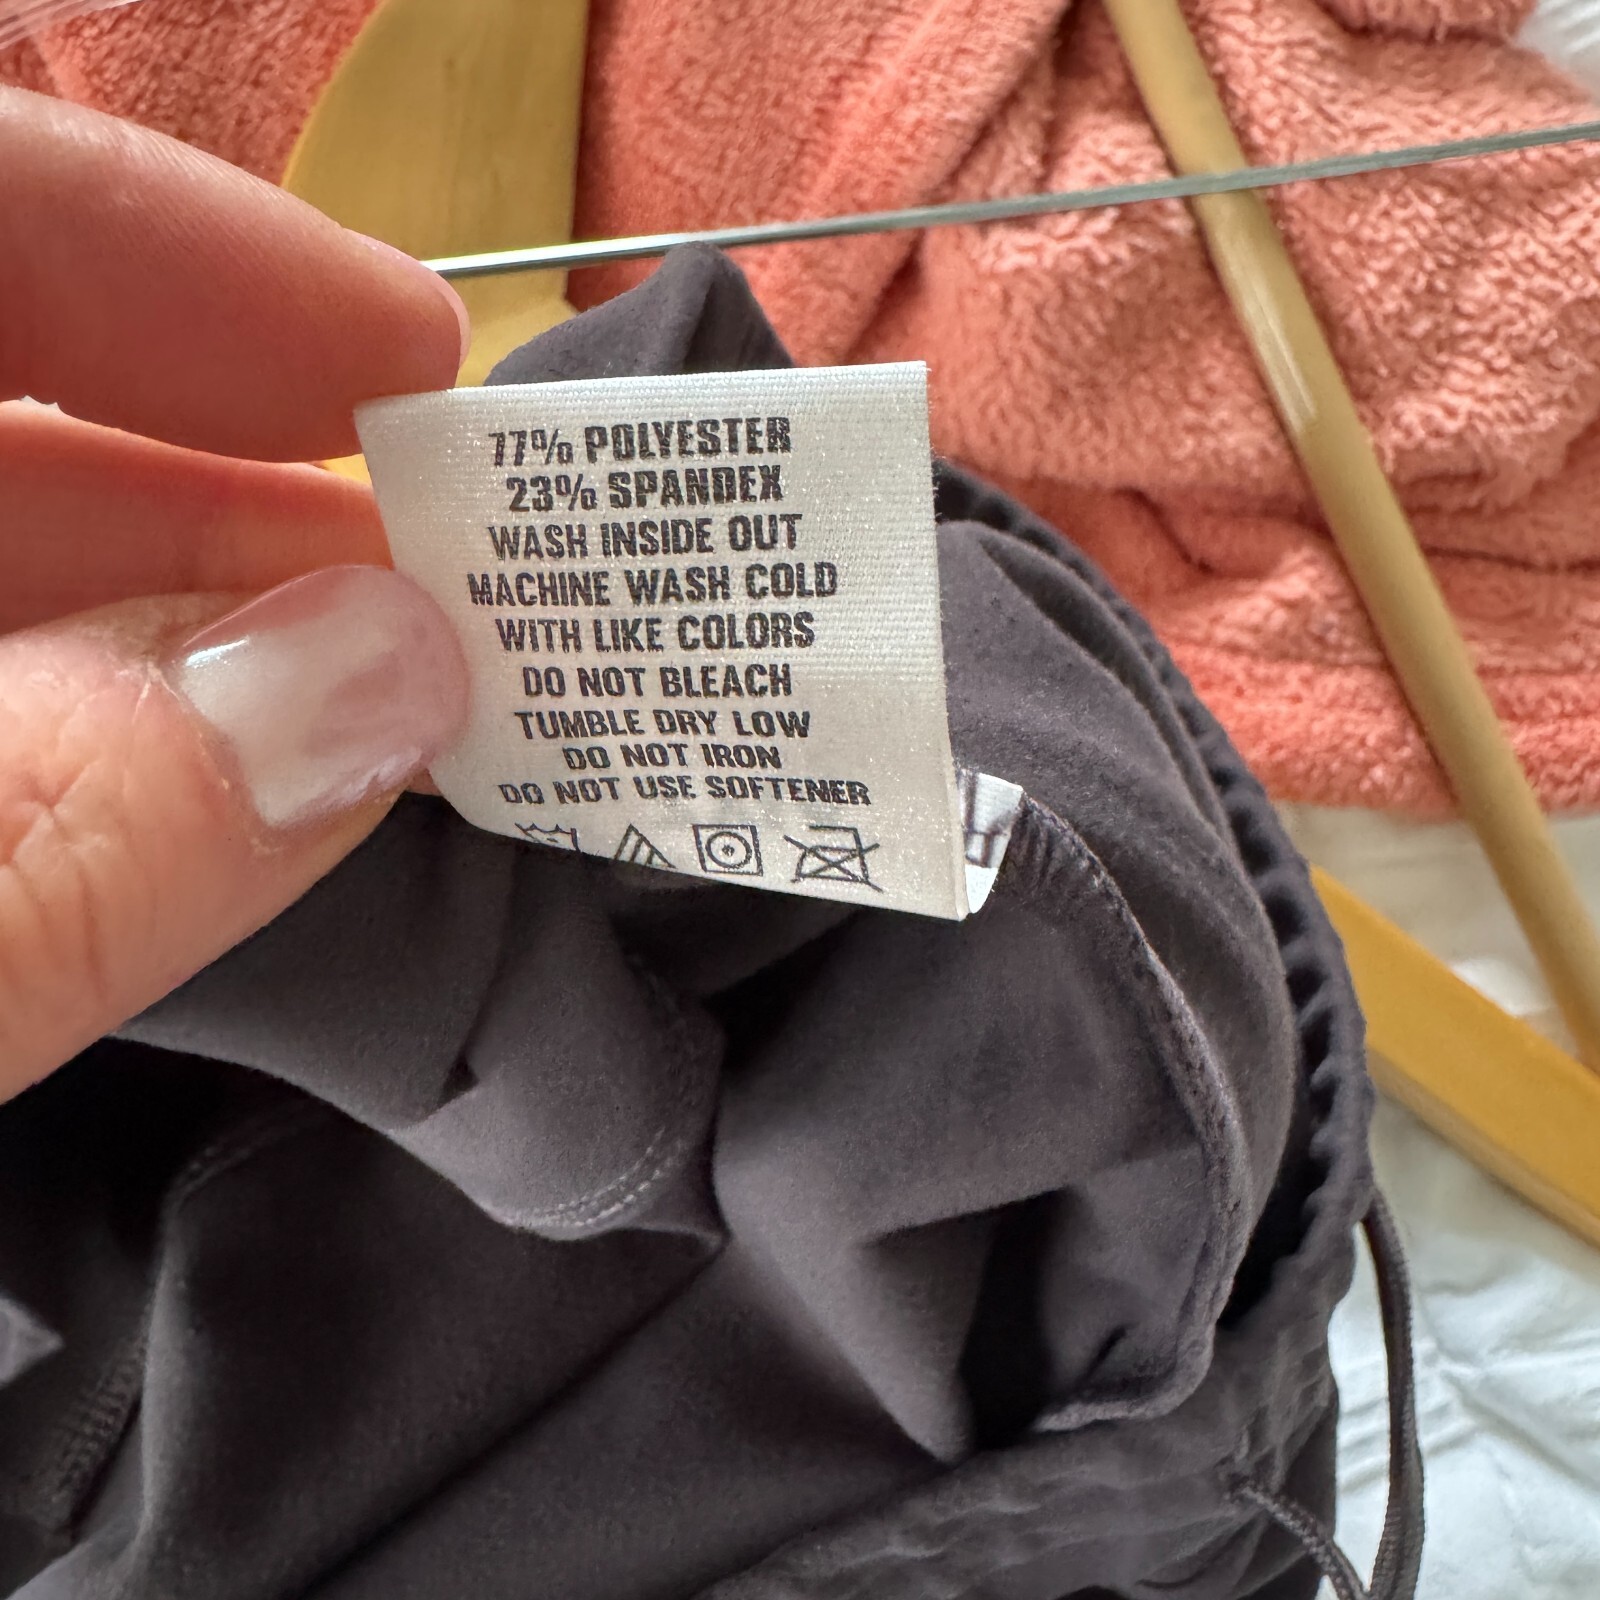 77% POLYESTER
23% SPANDEX
WASH INSIDE OUT
MACHINE WASH COLD
WITH LIKE COLORS
DO NOT BLEACH
TUMBLE DRY LOW
DO NOT IRON
DO NOT USE SOFTENER